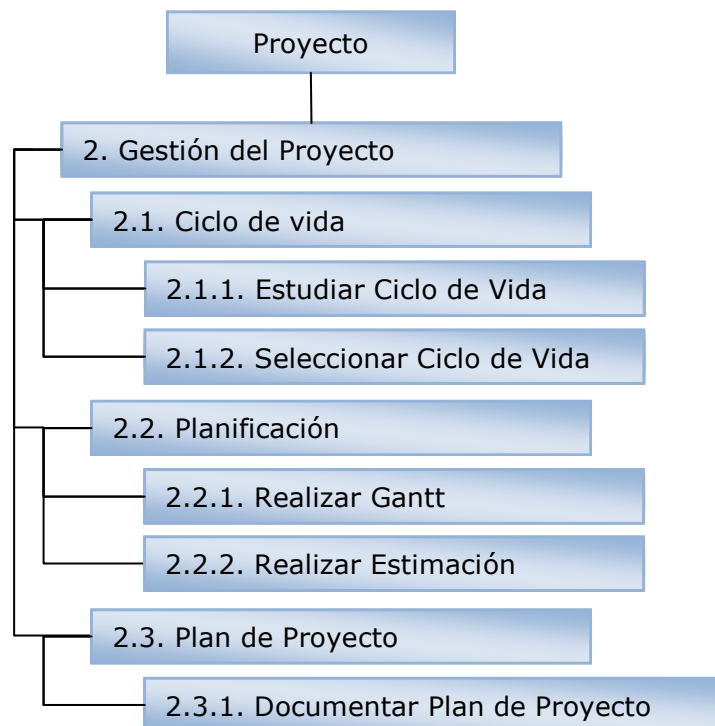 Proyecto
2. Gestión del Proyecto
2.1. Ciclo de vida
2.1.1. Estudiar Ciclo de Vida
2.1.2. Seleccionar Ciclo de Vida
2.2. Planificación
2.2.1. Realizar Gantt
2.2.2. Realizar Estimación
2.3. Plan de Proyecto
2.3.1. Documentar Plan de Proyecto